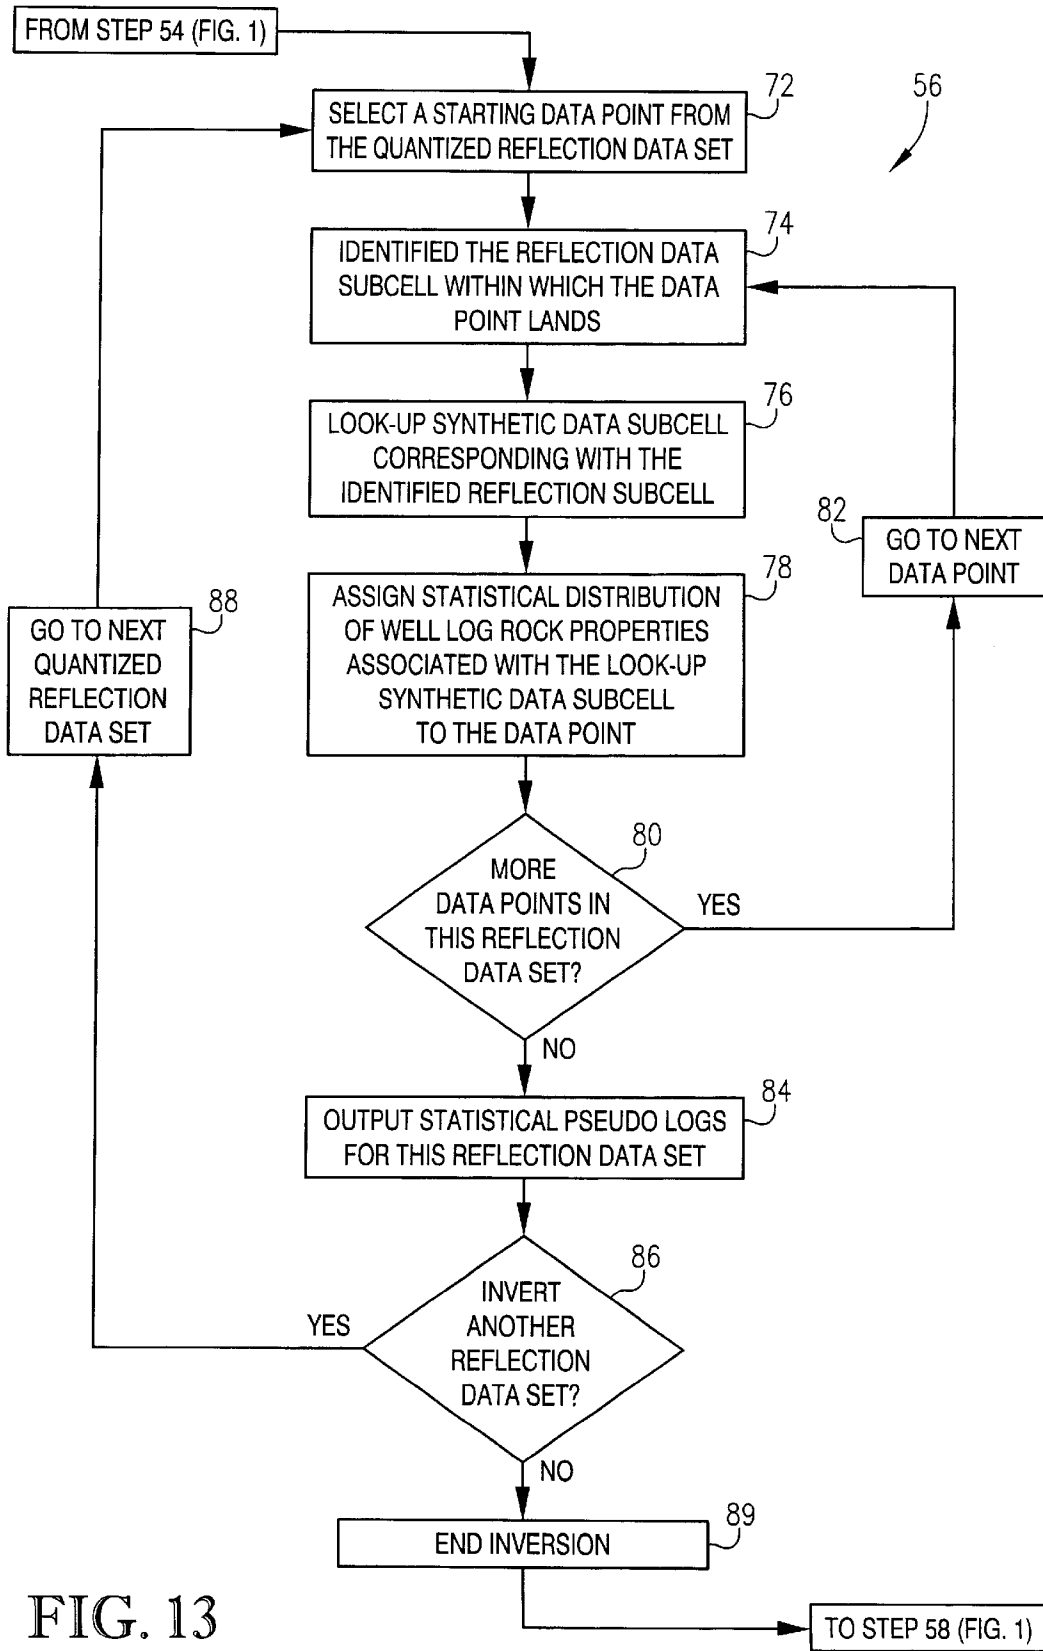 FROM STEP 54 (FIG. 1)
72
56
SELECT A STARTING DATA POINT FROM
THE QUANTIZED REFLECTION DATA SET
74
IDENTIFIED THE REFLECTION DATA
SUBCELL WITHIN WHICH THE DATA
POINT LANDS
76
LOOK-UP SYNTHETIC DATA SUBCELL
CORRESPONDING WITH THE
IDENTIFIED REFLECTION SUBCELL
82
GO TO NEXT
DATA POINT
78
ASSIGN STATISTICAL DISTRIBUTION
OF WELL LOG ROCK PROPERTIES
ASSOCIATED WITH THE LOOK-UP
SYNTHETIC DATA SUBCELL
TO THE DATA POINT
88
GO TO NEXT
QUANTIZED
REFLECTION
DATA SET
80
MORE
DATA POINTS IN
THIS REFLECTION
DATA SET?
YES
NO
84
OUTPUT STATISTICAL PSEUDO LOGS
FOR THIS REFLECTION DATA SET
86
INVERT
ANOTHER
REFLECTION
DATA SET?
YES
NO
89
END INVERSION
FIG. 13
TO STEP 58 (FIG. 1)